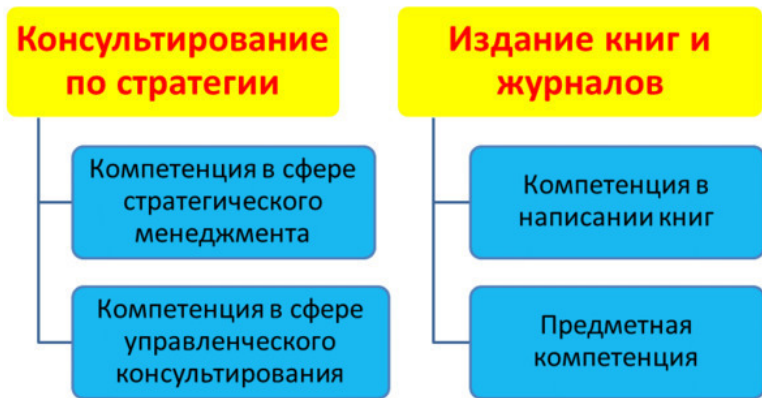 Консультирование
по стратегии
Компетенция в сфере
стратегического
менеджмента
Компетенция в сфере
управленческого
консультирования
Издание книг и
журналов
Компетенция в
написании книг
Предметная
компетенция